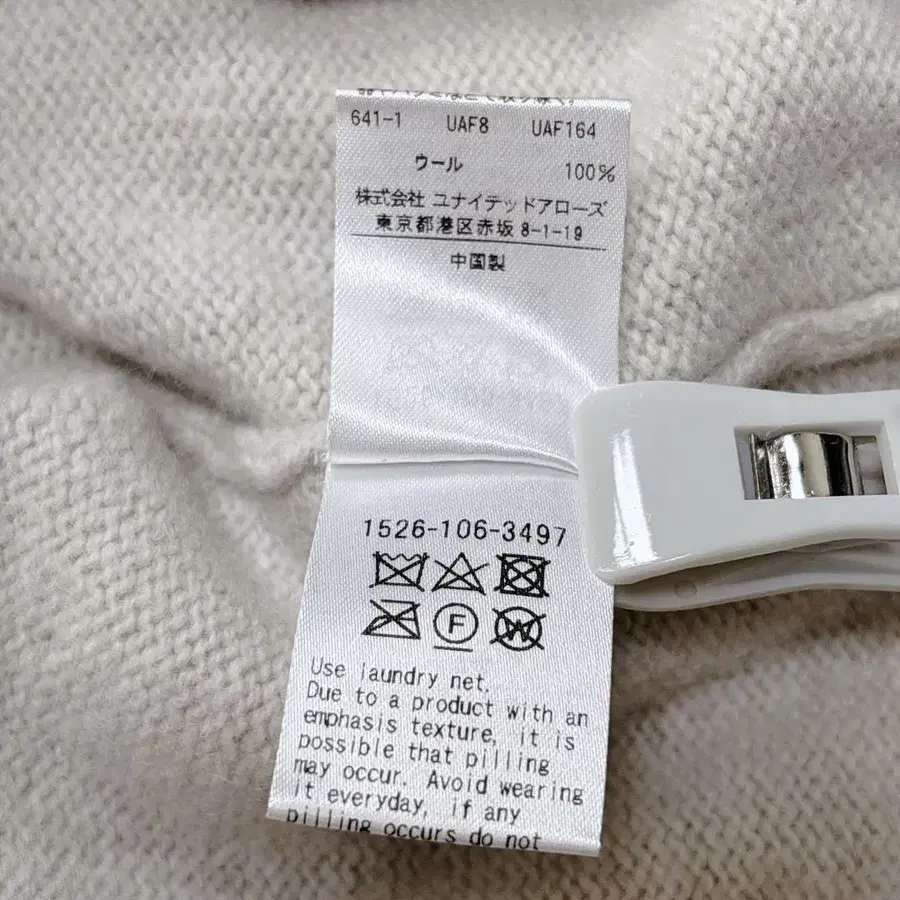 641-1 UAF8 UAF164
ウール 100%
株式会社 ユナイテッドアローズ
東京都港区赤坂 8-1-19
中国製
1526-106-3497
F
W
Use laundry net.
Due to a product with an
emphasis texture, it is
possible that pilling
may occur. Avoid wearing
it everyday, if any
pilling occurs do not